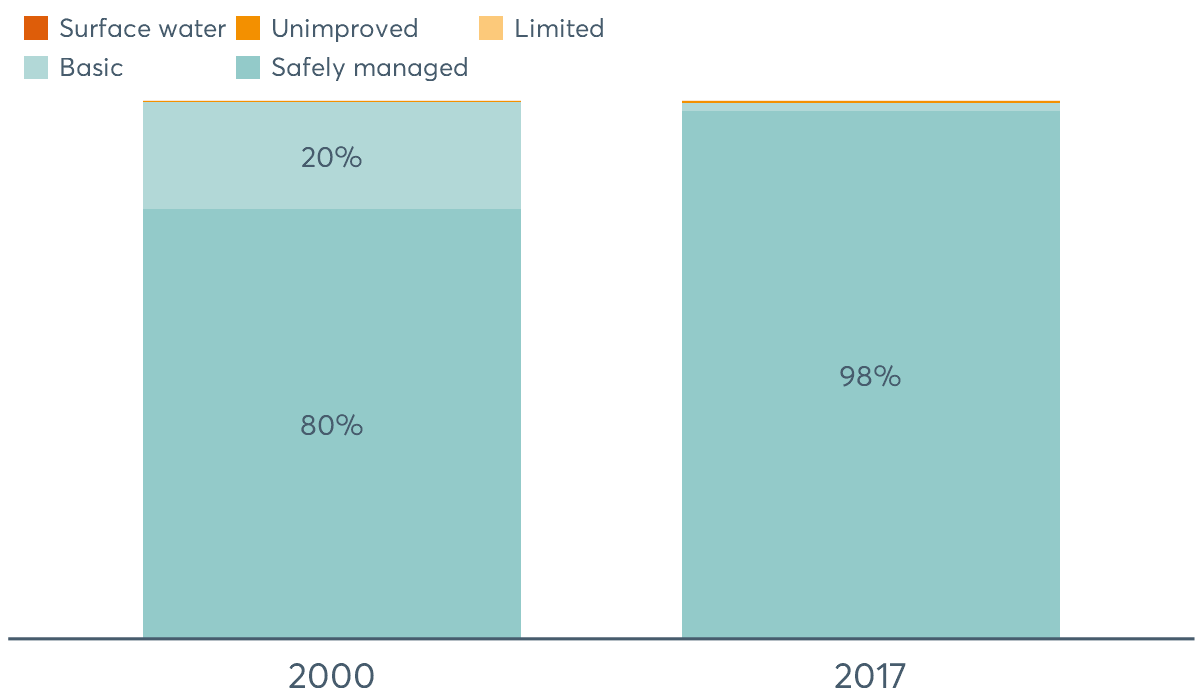 Surface water Unimproved Limited
Basic Safely managed
20%
98%
80%
2000 2017